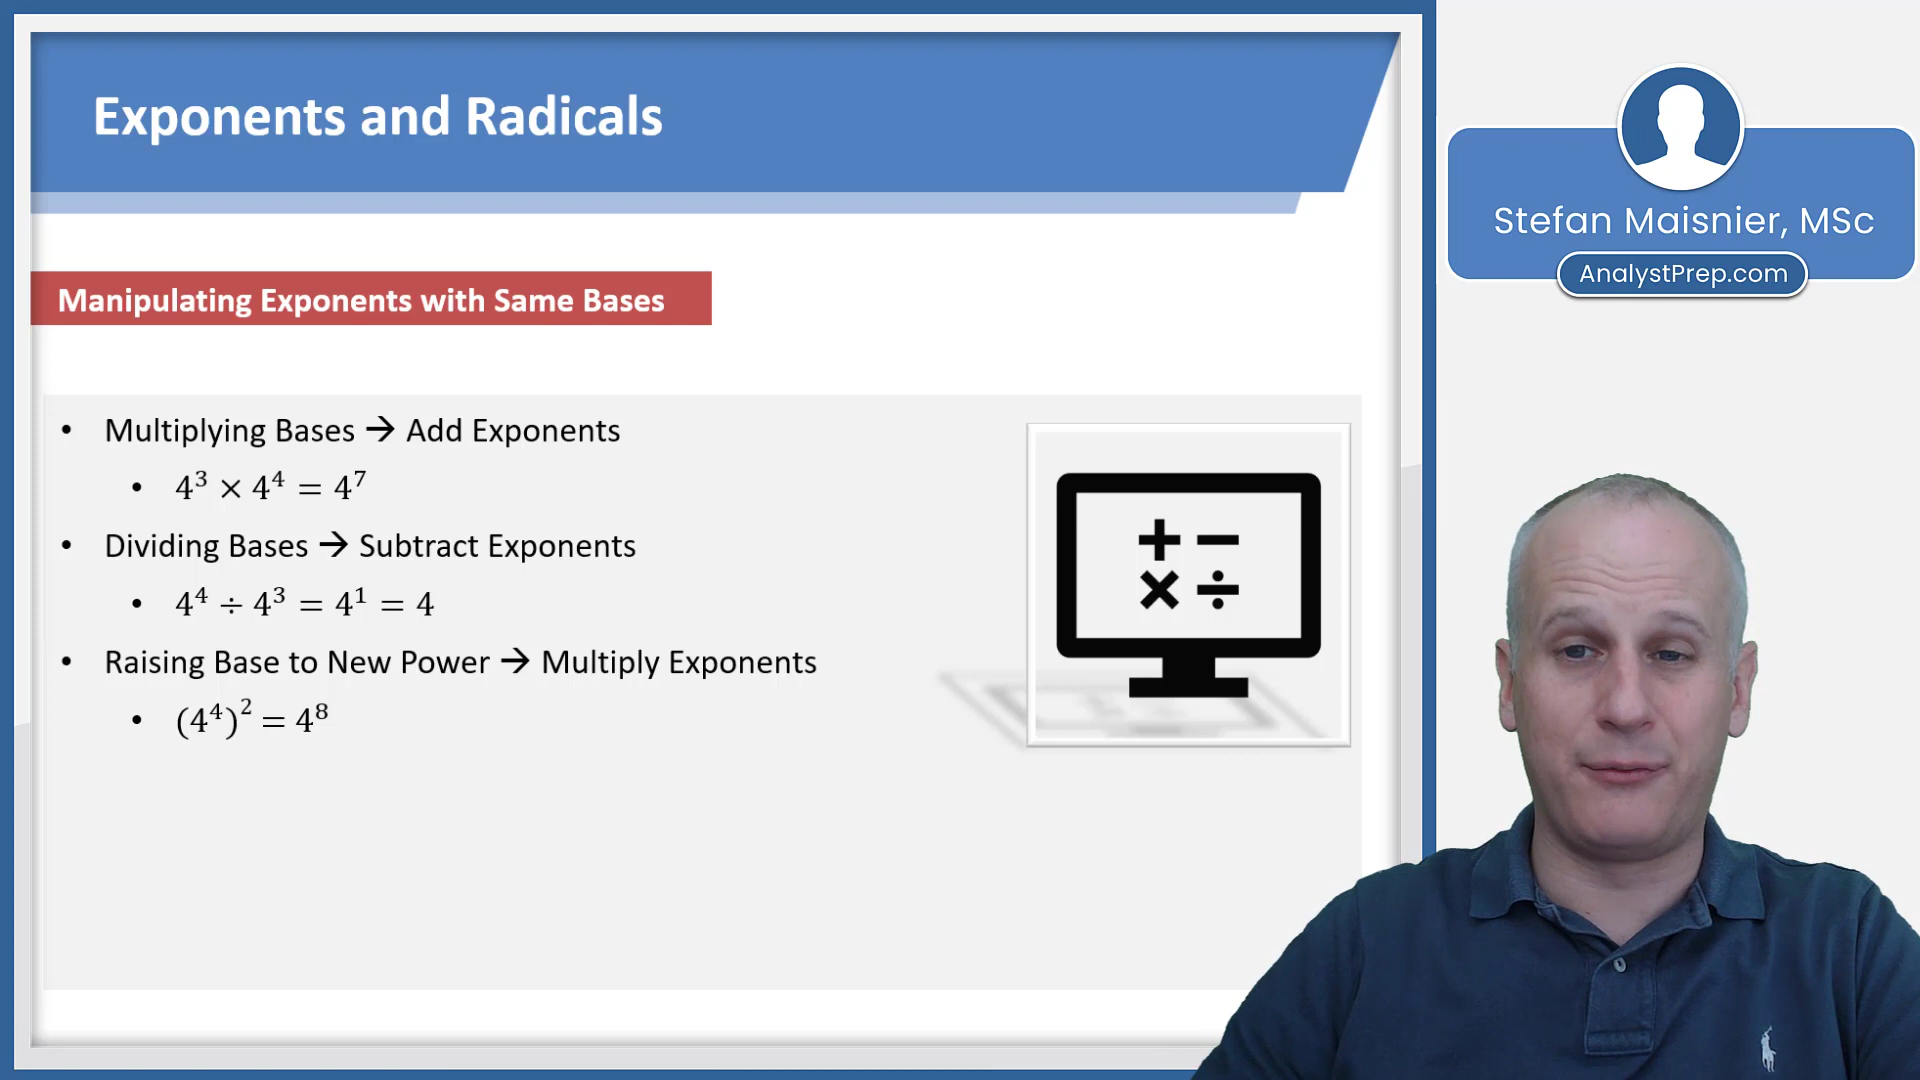 Exponents and Radicals
Manipulating Exponents with Same Bases
• Multiplying Bases → Add Exponents
• 4³ × 4⁴ = 4⁷
• Dividing Bases → Subtract Exponents
• 4⁴ ÷ 4³ = 4¹ = 4
• Raising Base to New Power → Multiply Exponents
• (4⁴)² = 4⁸
+ −
× ÷
Stefan Maisnier, MSc
AnalystPrep.com